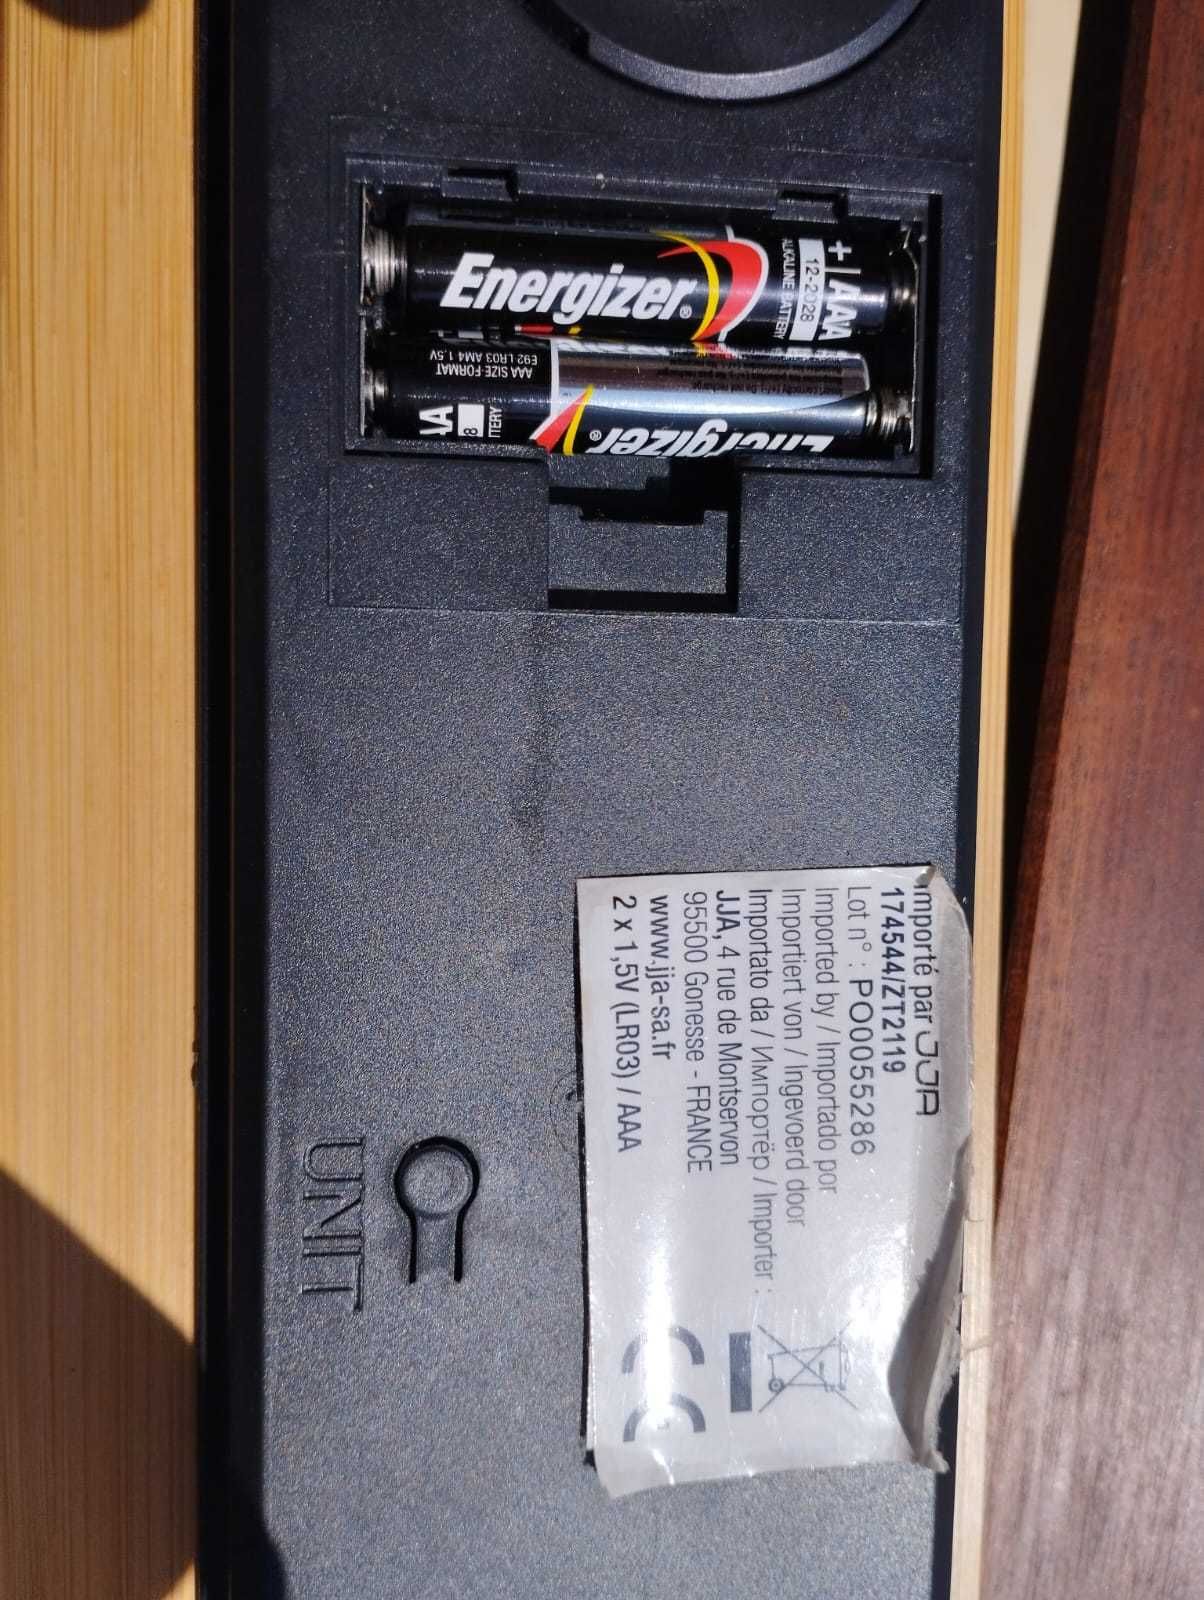 Energizer®
+ AAA
12-2028
ALKALINE BATTERY
AAA SIZE-FORMAT
E92 LR03 AM4 1.5V
Energizer®
Importé par JJA
174544/ZT2119
Lot n° : PO0055286
Imported by / Importado por
Importiert von / Ingevoerd door
Importato da / Импортёр / Importer :
JJA, 4 rue de Montservon
95500 Gonesse - FRANCE
www.jja-sa.fr
2 x 1,5V (LR03) / AAA
CE
UNIT